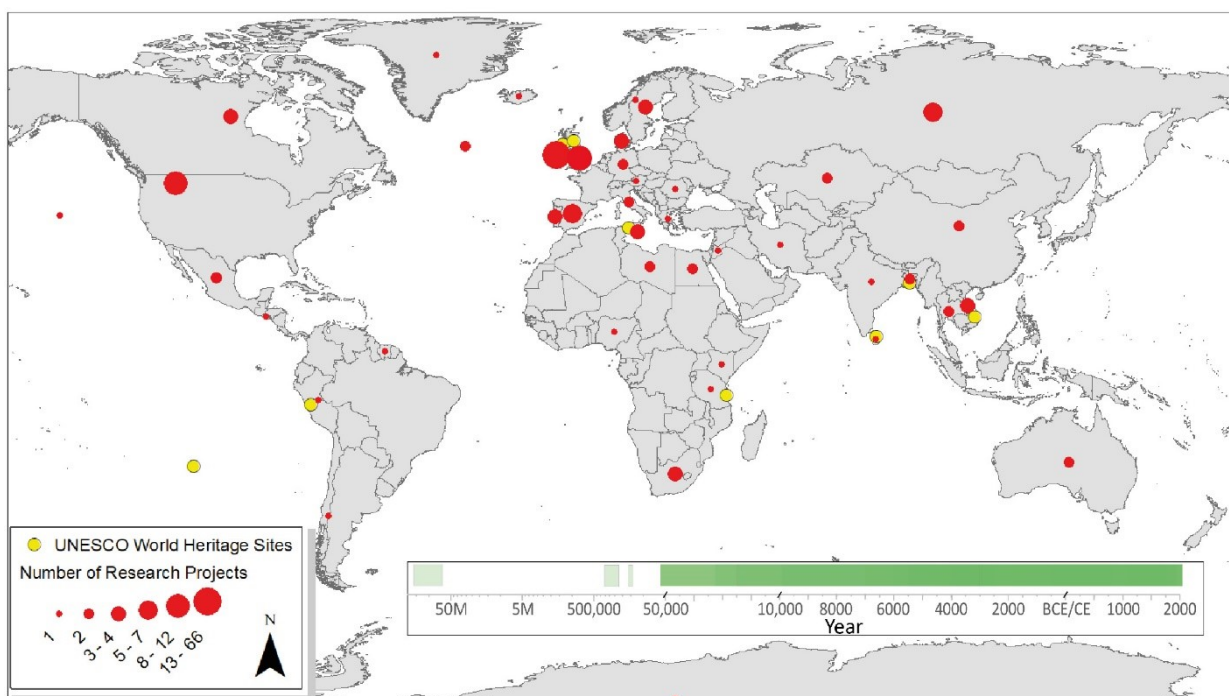 UNESCO World Heritage Sites
Number of Research Projects
1
2
3 - 4
5 - 7
8 - 12
13 - 66
N
50M 5M 500,000 50,000 10,000 8000 6000 4000 2000 BCE/CE 1000 2000
Year